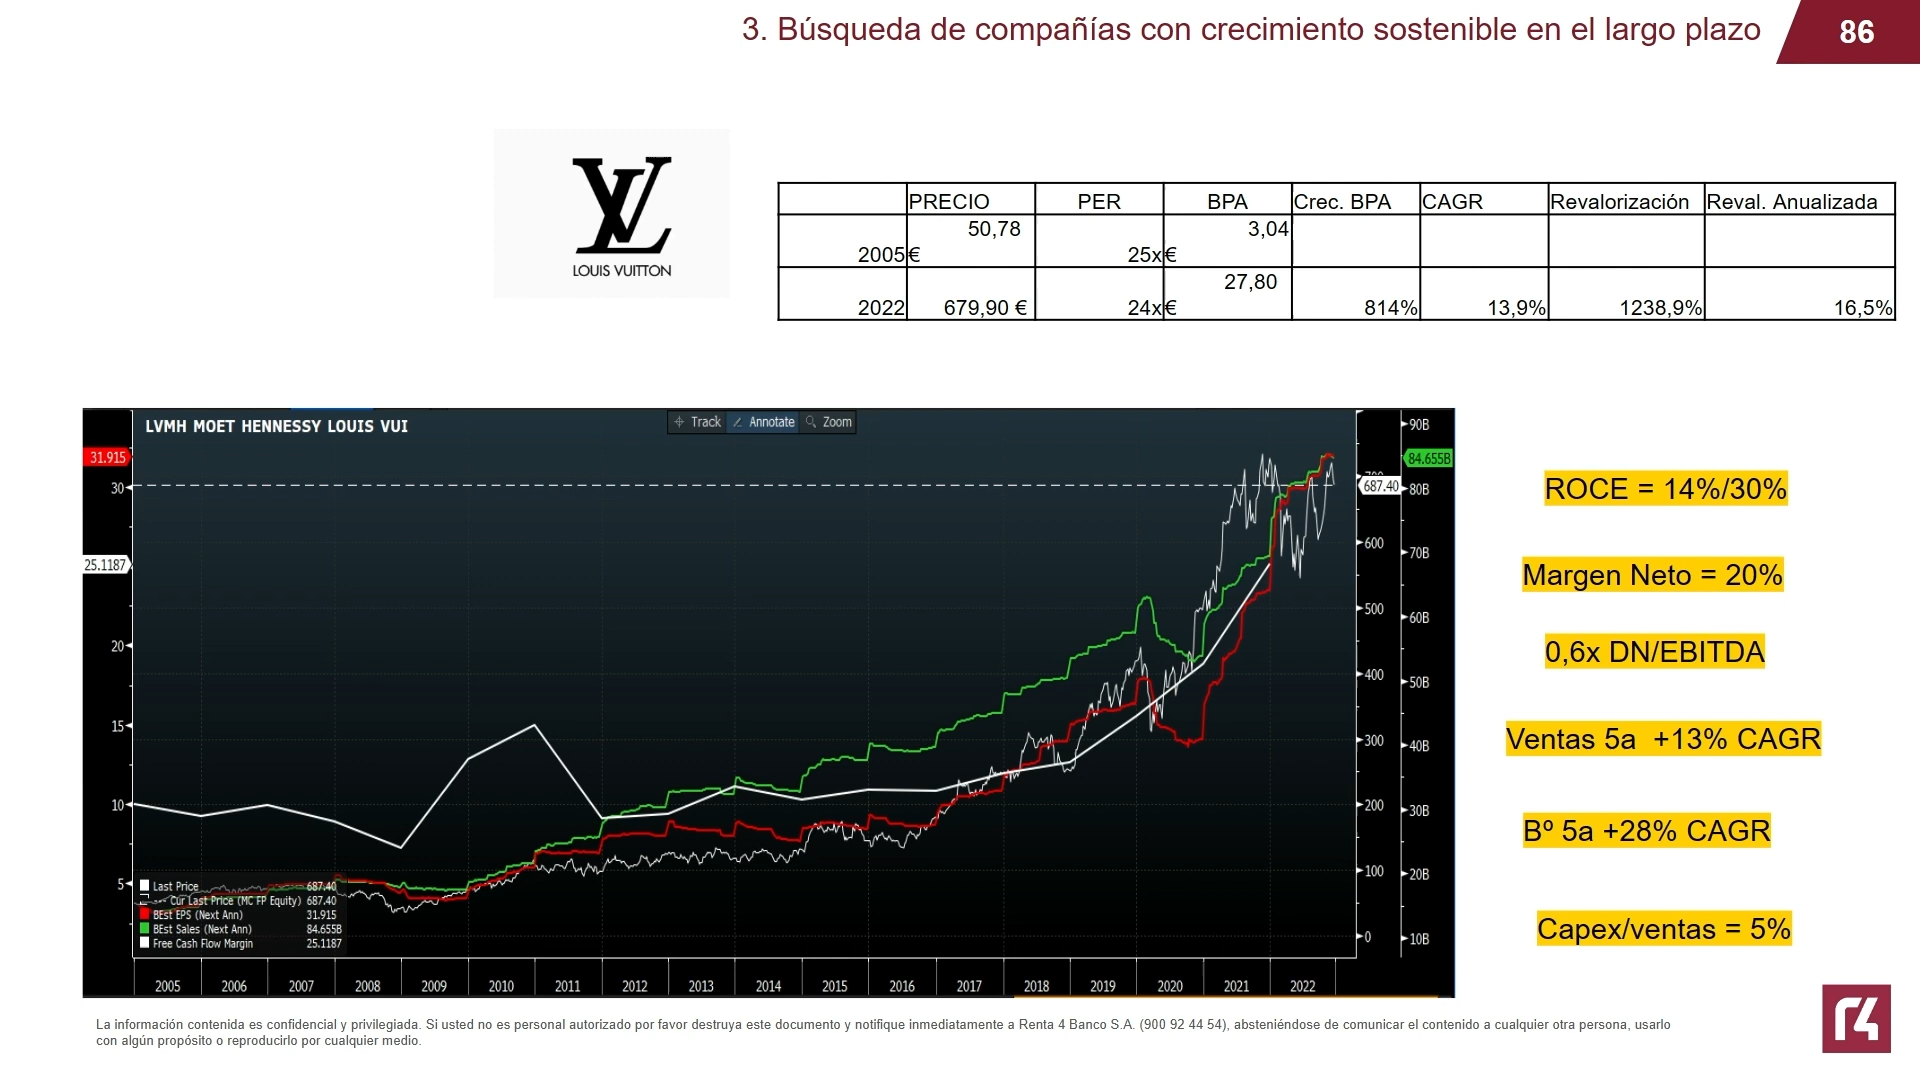 3. Búsqueda de compañías con crecimiento sostenible en el largo plazo
86
LV
LOUIS VUITTON
PRECIO PER BPA Crec. BPA CAGR Revalorización Reval. Anualizada
2005 50,78 € 25x 3,04 €
2022 679,90 € 24x 27,80 € 814% 13,9% 1238,9% 16,5%
LVMH MOET HENNESSY LOUIS VUI
Track Annotate Zoom
31.915
30
25.1187
20
15
10
5
700
687.40
600
500
400
300
200
100
0
90B
84.655B
80B
70B
60B
50B
40B
30B
20B
10B
Last Price 687.40
Cur Last Price (MC FP Equity) 687.40
BEst EPS (Next Ann) 31.915
BEst Sales (Next Ann) 84.655B
Free Cash Flow Margin 25.1187
2005 2006 2007 2008 2009 2010 2011 2012 2013 2014 2015 2016 2017 2018 2019 2020 2021 2022
ROCE = 14%/30%
Margen Neto = 20%
0,6x DN/EBITDA
Ventas 5a +13% CAGR
Bº 5a +28% CAGR
Capex/ventas = 5%
La información contenida es confidencial y privilegiada. Si usted no es personal autorizado por favor destruya este documento y notifique inmediatamente a Renta 4 Banco S.A. (900 92 44 54), absteniéndose de comunicar el contenido a cualquier otra persona, usarlo
con algún propósito o reproducirlo por cualquier medio.
r4